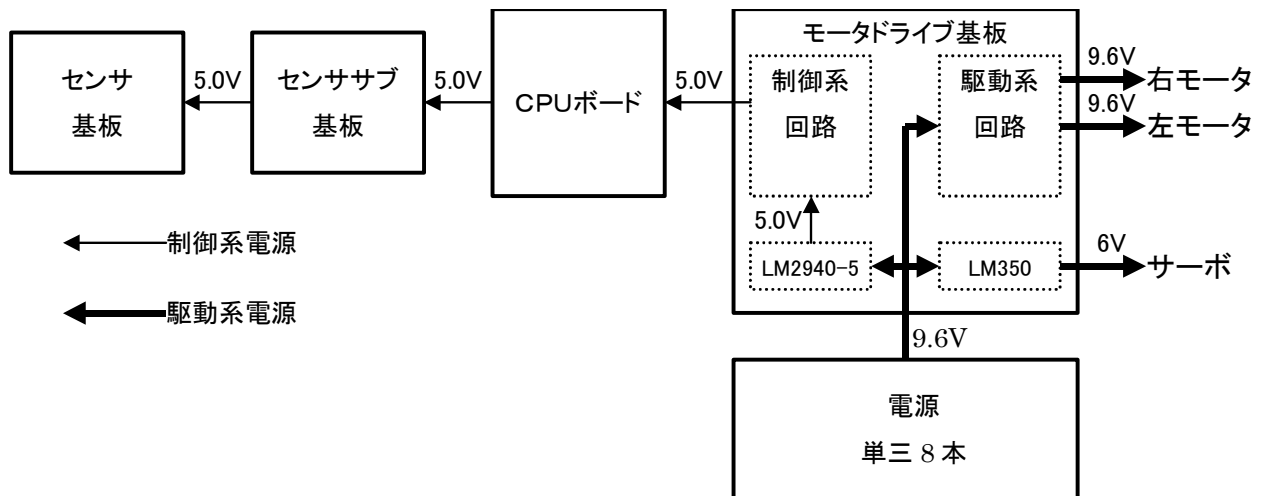 センサ
基板
5.0V
センササブ
基板
5.0V
CPUボード
5.0V
モータドライブ基板
制御系
回路
駆動系
回路
9.6V
右モータ
9.6V
左モータ
5.0V
LM2940-5
LM350
6V
サーボ
制御系電源
駆動系電源
9.6V
電源
単三 8 本